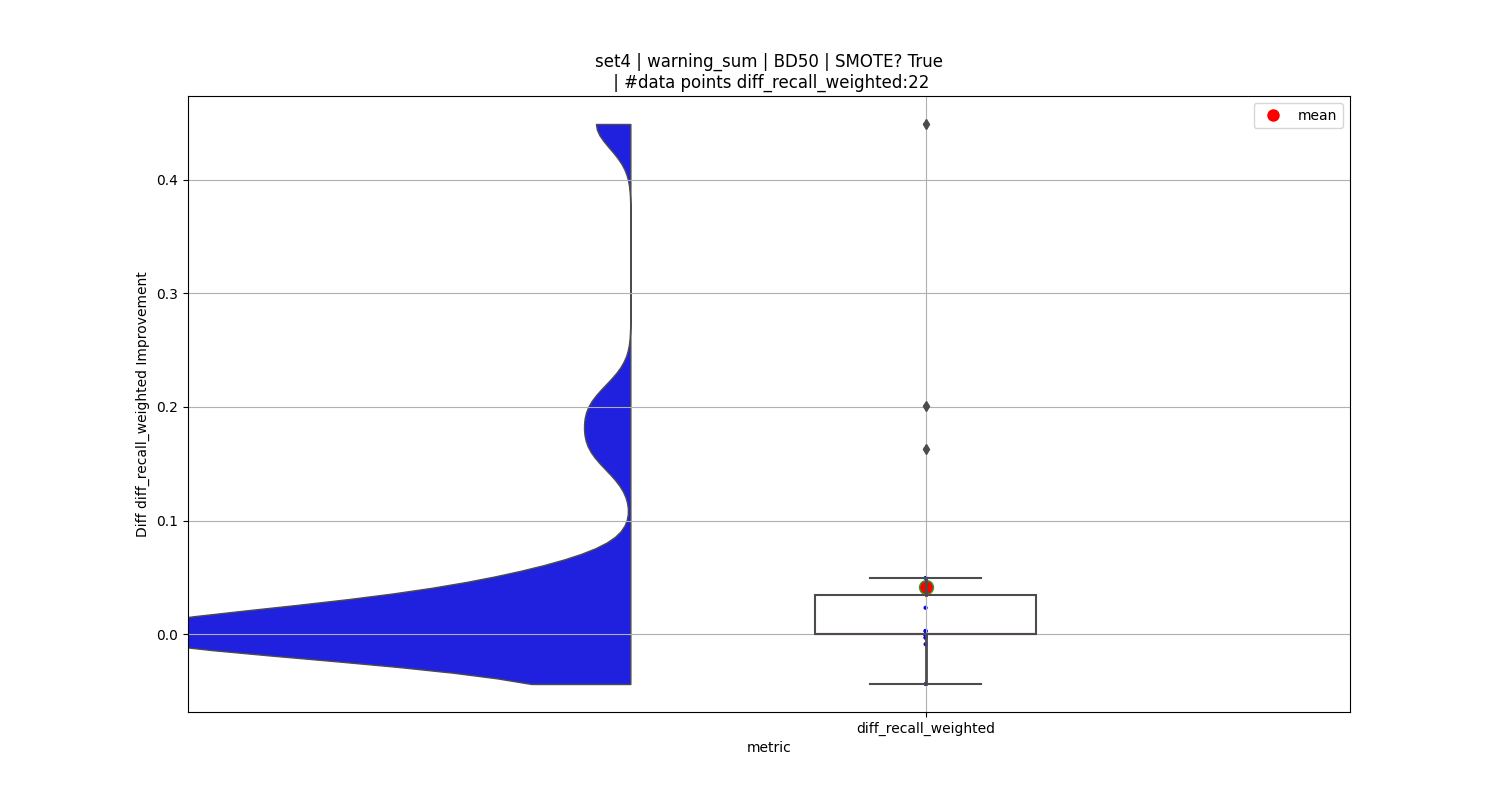 set4 | warning_sum | BD50 | SMOTE? True
| #data points diff_recall_weighted:22
mean
0.4
0.3
0.2
0.1
0.0
Diff diff_recall_weighted Improvement
diff_recall_weighted
metric